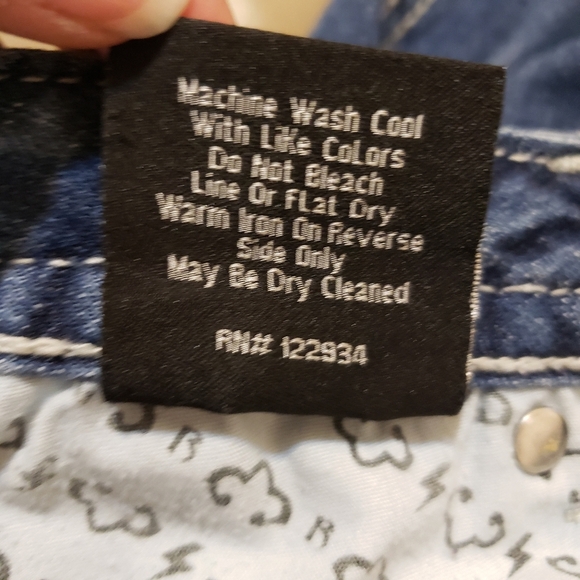 Machine Wash Cool
With Like Colors
Do Not Bleach
Line Or Flat Dry
Warm Iron On Reverse
Side Only
May Be Dry Cleaned
RN# 122934
R
R
R
D